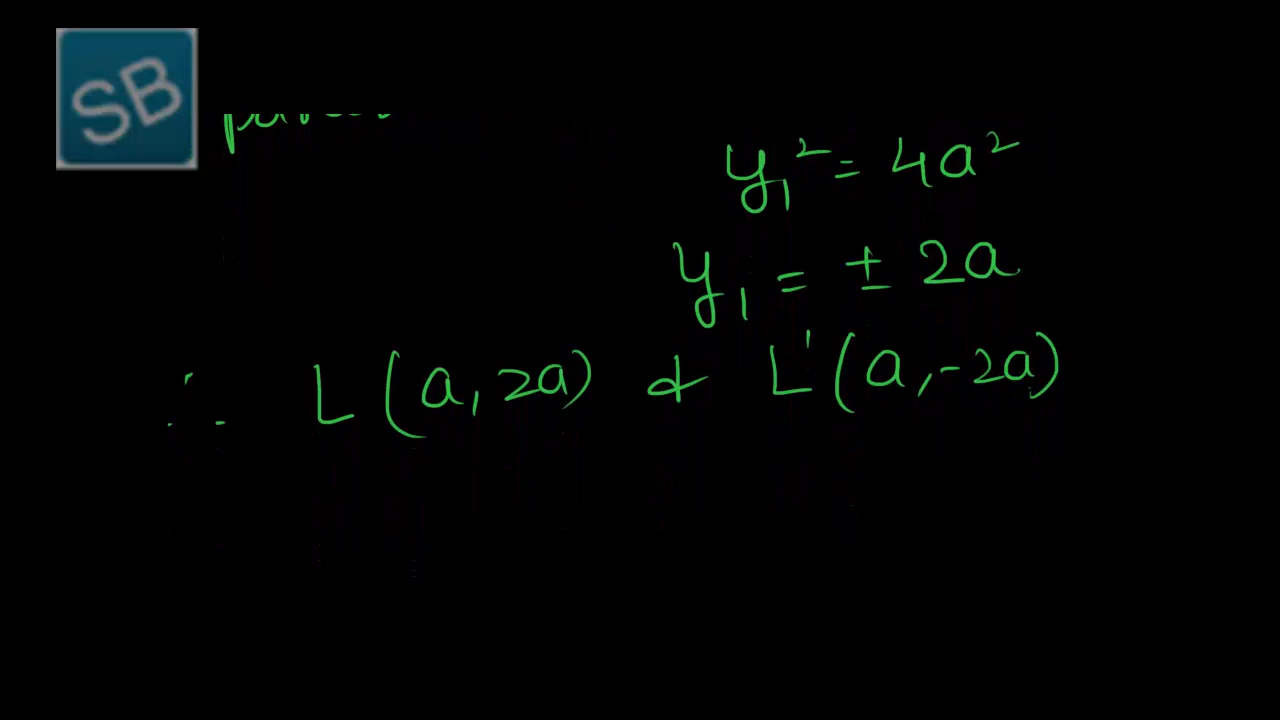 SB
y₁² = 4a²
y₁ = ± 2a
∴ L (a, 2a) & L' (a, -2a)